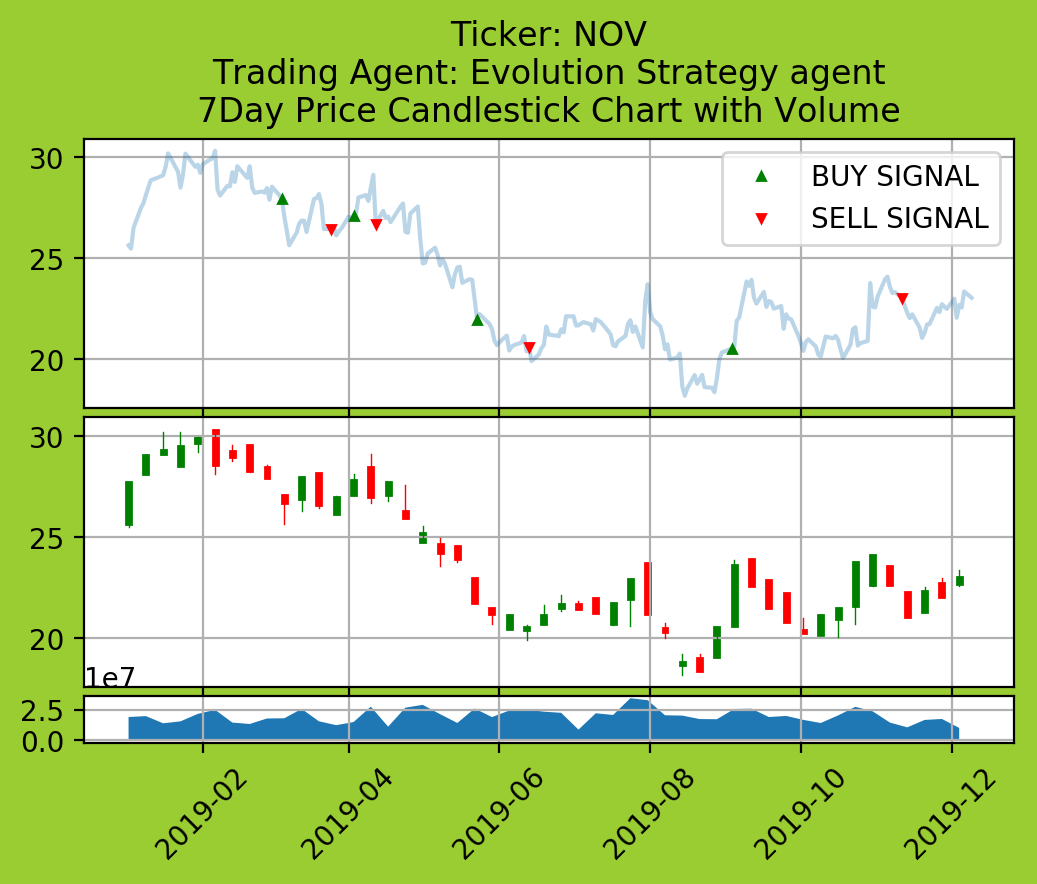 Ticker: NOV
Trading Agent: Evolution Strategy agent
7Day Price Candlestick Chart with Volume
30
25
20
BUY SIGNAL
SELL SIGNAL
30
25
20
1e7
2.5
0.0
2019-02
2019-04
2019-06
2019-08
2019-10
2019-12